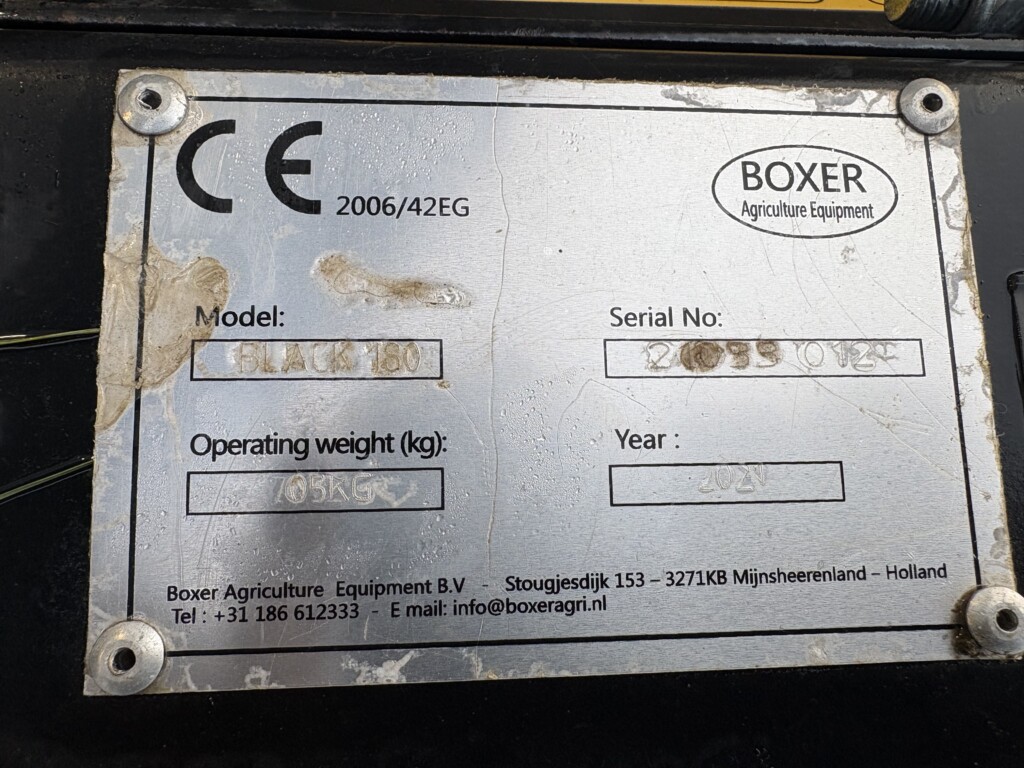 CE 2006/42EG
BOXER
Agriculture Equipment
Model:
BLACK 180
Serial No:
Operating weight (kg):
705KG
Year :
Boxer Agriculture Equipment B.V - Stougjesdijk 153 – 3271KB Mijnsheerenland – Holland
Tel : +31 186 612333 - E mail: info@boxeragri.nl